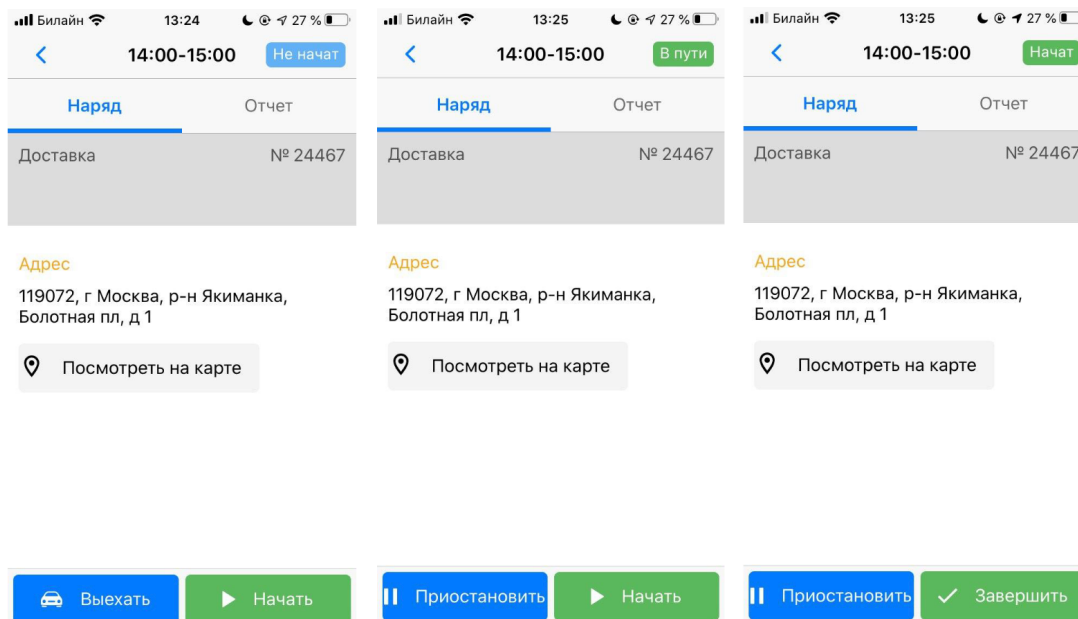 Билайн 13:24 27 %
14:00-15:00 Не начат
Наряд Отчет
Доставка № 24467
Адрес
119072, г Москва, р-н Якиманка,
Болотная пл, д 1
Посмотреть на карте
Выехать Начать
Билайн 13:25 27 %
14:00-15:00 В пути
Наряд Отчет
Доставка № 24467
Адрес
119072, г Москва, р-н Якиманка,
Болотная пл, д 1
Посмотреть на карте
Приостановить Начать
Билайн 13:25 27 %
14:00-15:00 Начат
Наряд Отчет
Доставка № 24467
Адрес
119072, г Москва, р-н Якиманка,
Болотная пл, д 1
Посмотреть на карте
Приостановить Завершить